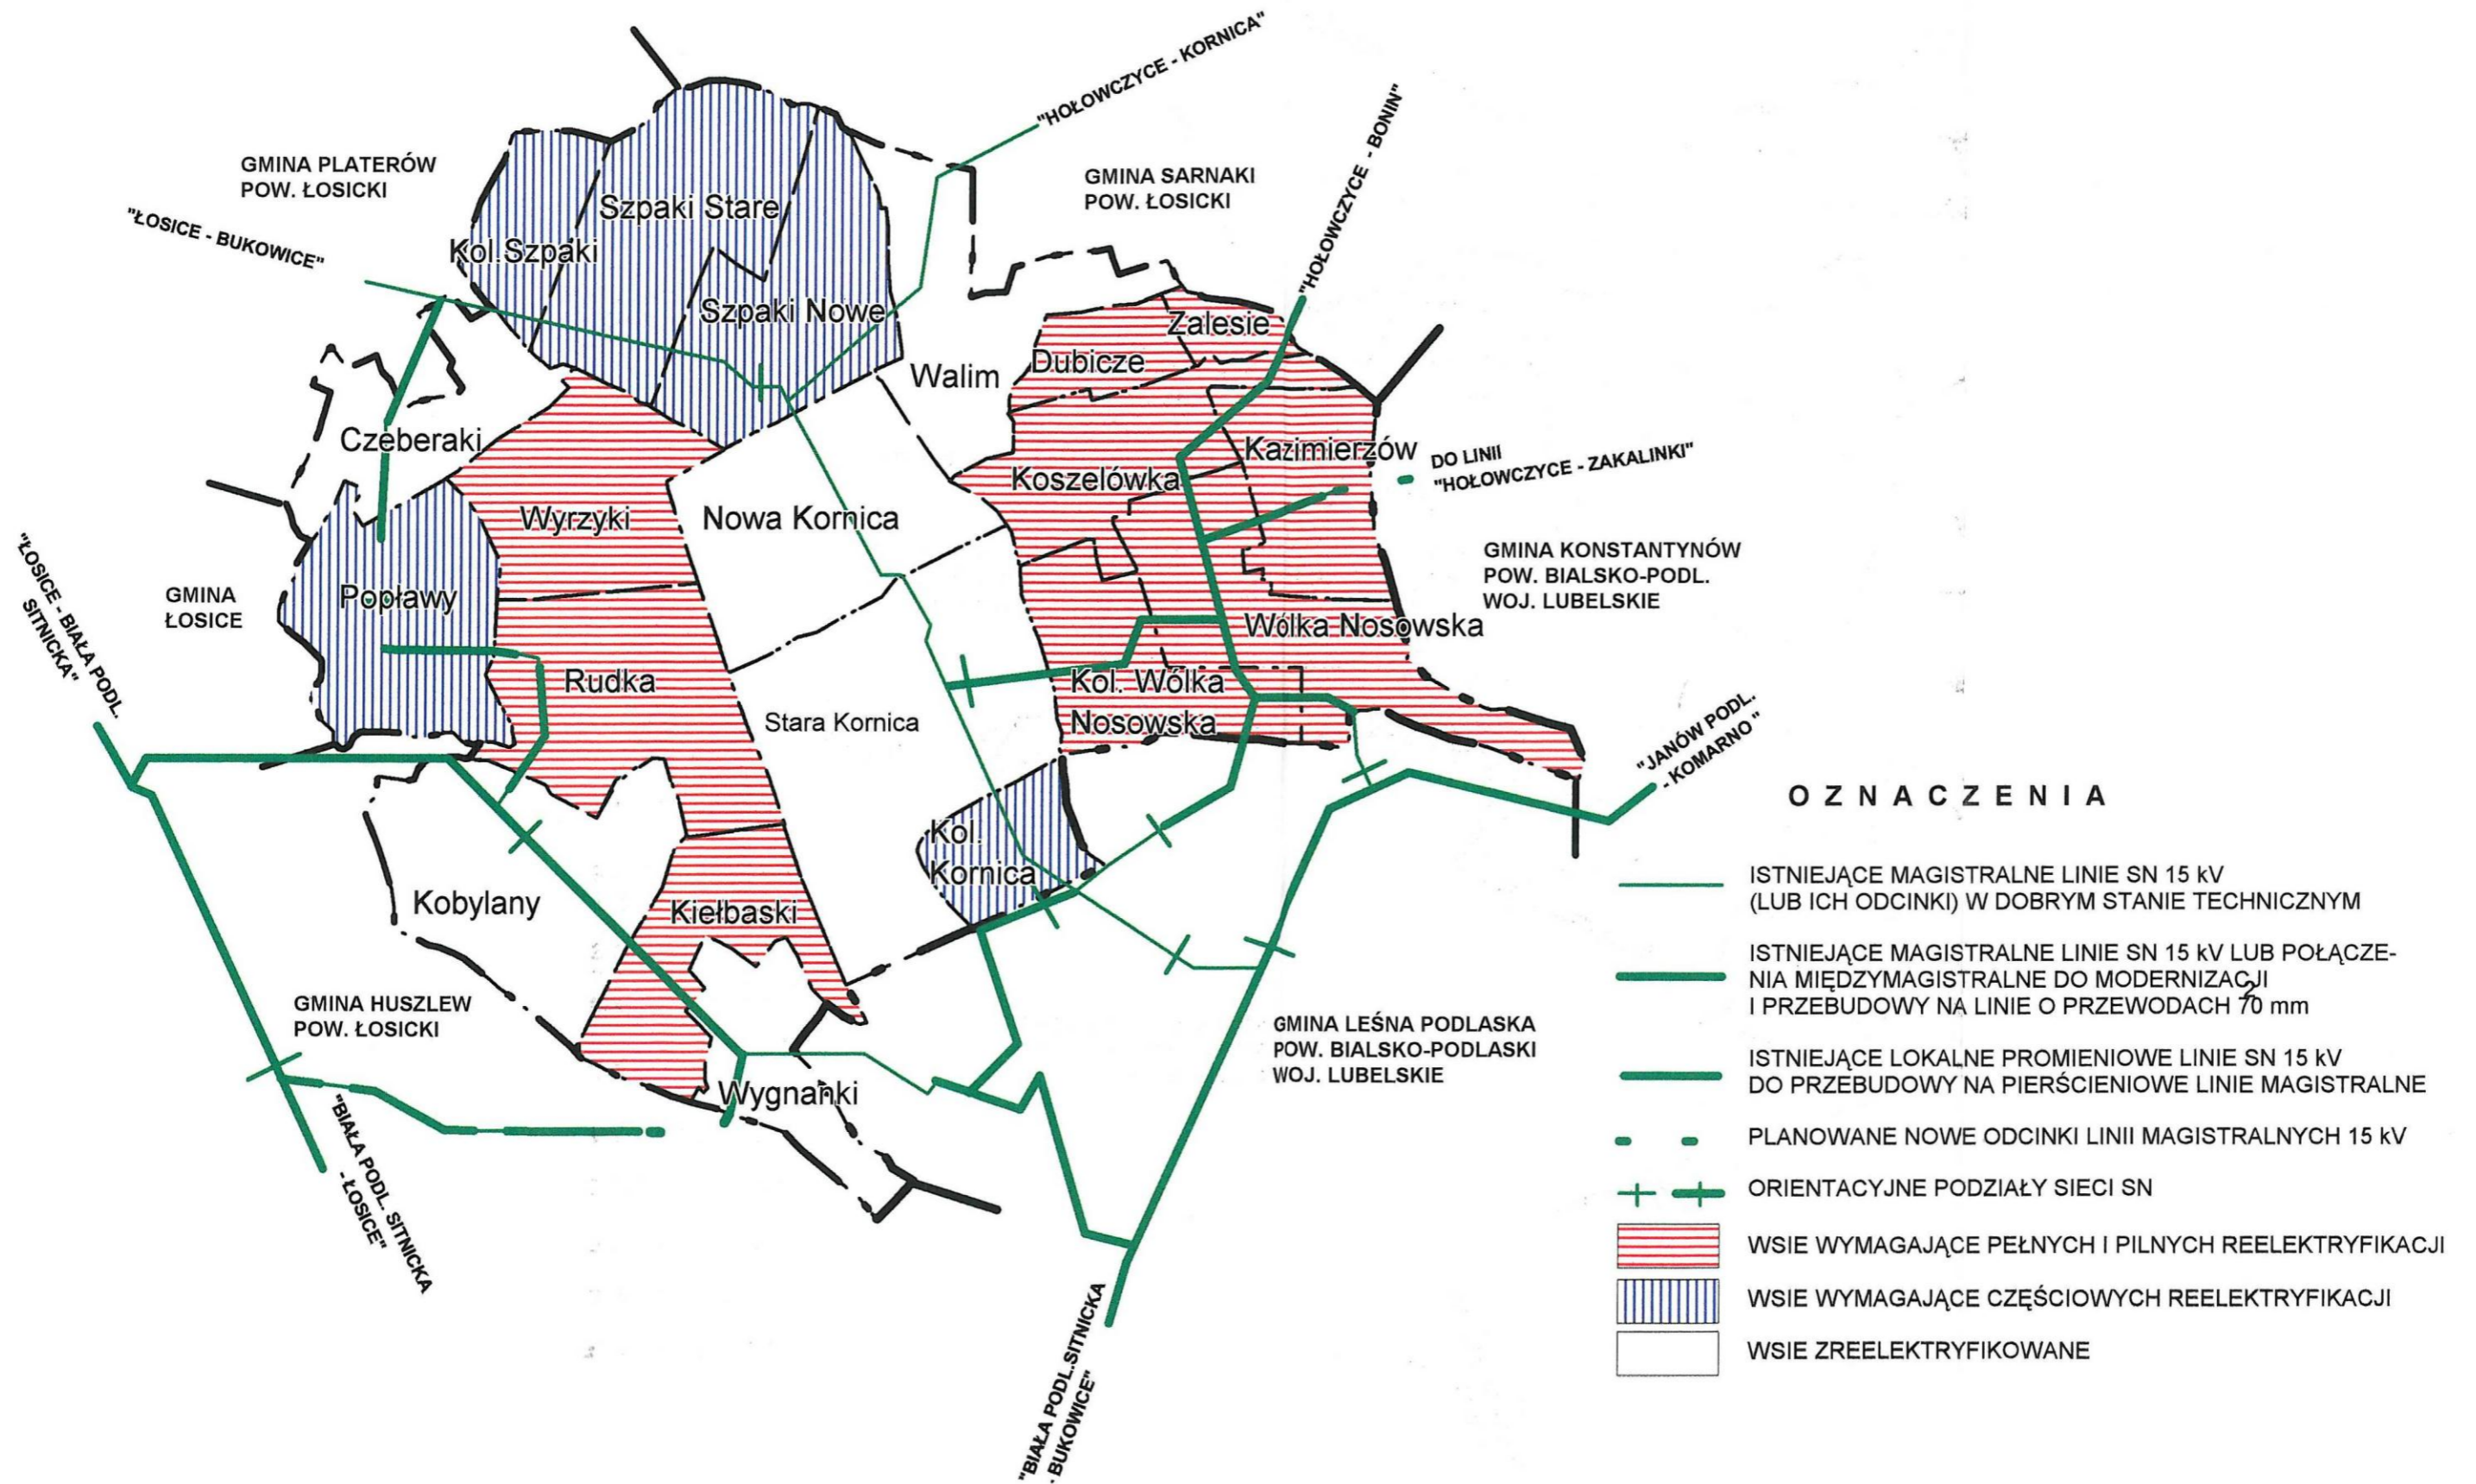 "HOŁOWCZYCE - KORNICA"
"HOŁOWCZYCE - BONIN"
GMINA PLATERÓW
POW. ŁOSICKI
GMINA SARNAKI
POW. ŁOSICKI
"ŁOSICE - BUKOWICE"
Szpaki Stare
Kol.Szpaki
Szpaki Nowe
Zalesie
Dubicze
Walim
Czeberaki
Kazimierzów
DO LINII
"HOŁOWCZYCE - ZAKALINKI"
Koszelówka
Wyrzyki
Nowa Kornica
GMINA KONSTANTYNÓW
POW. BIALSKO-PODL.
WOJ. LUBELSKIE
"ŁOSICE - BIAŁA PODL.
SITNICKA"
GMINA
ŁOSICE
Popławy
Wólka Nosowska
Rudka
Kol. Wólka
Nosowska
Stara Kornica
"JANÓW PODL.
- KOMARNO"
Kol.
Kornica
Kobylany
Kiełbaski
GMINA HUSZLEW
POW. ŁOSICKI
GMINA LEŚNA PODLASKA
POW. BIALSKO-PODLASKI
WOJ. LUBELSKIE
Wygnanki
"BIAŁA PODL. SITNICKA
- ŁOSICE"
"BIAŁA PODL.SITNICKA
- BUKOWICE"
O Z N A C Z E N I A
ISTNIEJĄCE MAGISTRALNE LINIE SN 15 kV
(LUB ICH ODCINKI) W DOBRYM STANIE TECHNICZNYM
ISTNIEJĄCE MAGISTRALNE LINIE SN 15 kV LUB POŁĄCZE-
NIA MIĘDZYMAGISTRALNE DO MODERNIZACJI
I PRZEBUDOWY NA LINIE O PRZEWODACH 70 mm
2
ISTNIEJĄCE LOKALNE PROMIENIOWE LINIE SN 15 kV
DO PRZEBUDOWY NA PIERŚCIENIOWE LINIE MAGISTRALNE
PLANOWANE NOWE ODCINKI LINII MAGISTRALNYCH 15 kV
ORIENTACYJNE PODZIAŁY SIECI SN
WSIE WYMAGAJĄCE PEŁNYCH I PILNYCH REELEKTRYFIKACJI
WSIE WYMAGAJĄCE CZĘŚCIOWYCH REELEKTRYFIKACJI
WSIE ZREELEKTRYFIKOWANE